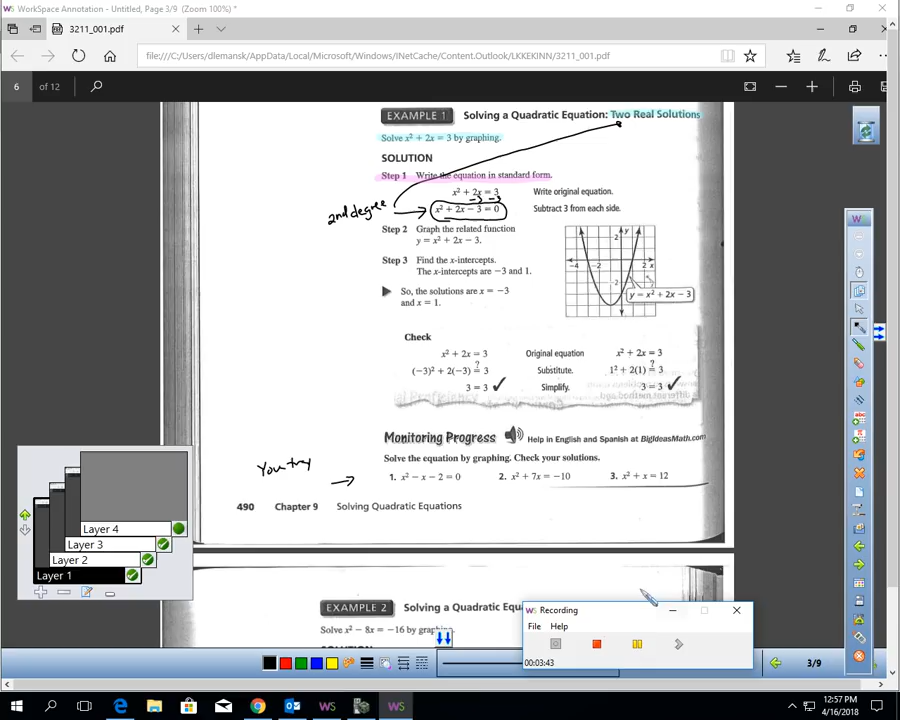 WorkSpace Annotation - Untitled, Page 3/9 (Zoom 100%) *
3211_001.pdf
file:///C:/Users/dlemansk/AppData/Local/Microsoft/Windows/INetCache/Content.Outlook/LKKEKINN/3211_001.pdf
6 of 12
EXAMPLE 1 Solving a Quadratic Equation: Two Real Solutions
Solve x² + 2x = 3 by graphing.
SOLUTION
Step 1 Write the equation in standard form.
x² + 2x = 3 Write original equation.
-3 -3
2nd degree
x² + 2x − 3 = 0 Subtract 3 from each side.
Step 2 Graph the related function
y = x² + 2x − 3.
Step 3 Find the x-intercepts.
The x-intercepts are −3 and 1.
So, the solutions are x = −3
and x = 1.
2 y
−4 −2 2 x
−2
y = x² + 2x − 3
Check
x² + 2x = 3 Original equation x² + 2x = 3
(−3)² + 2(−3) ≟ 3 Substitute. 1² + 2(1) ≟ 3
3 = 3 ✓ Simplify. 3 = 3 ✓
Monitoring Progress Help in English and Spanish at BigIdeasMath.com
Solve the equation by graphing. Check your solutions.
You try
1. x² − x − 2 = 0 2. x² + 7x = −10 3. x² + x = 12
490 Chapter 9 Solving Quadratic Equations
Layer 4
Layer 3
Layer 2
Layer 1
EXAMPLE 2 Solving a Quadratic Equ
Solve x² − 8x = −16 by graphing.
WS Recording
File Help
00:03:43
3/9
12:57 PM
4/16/2018